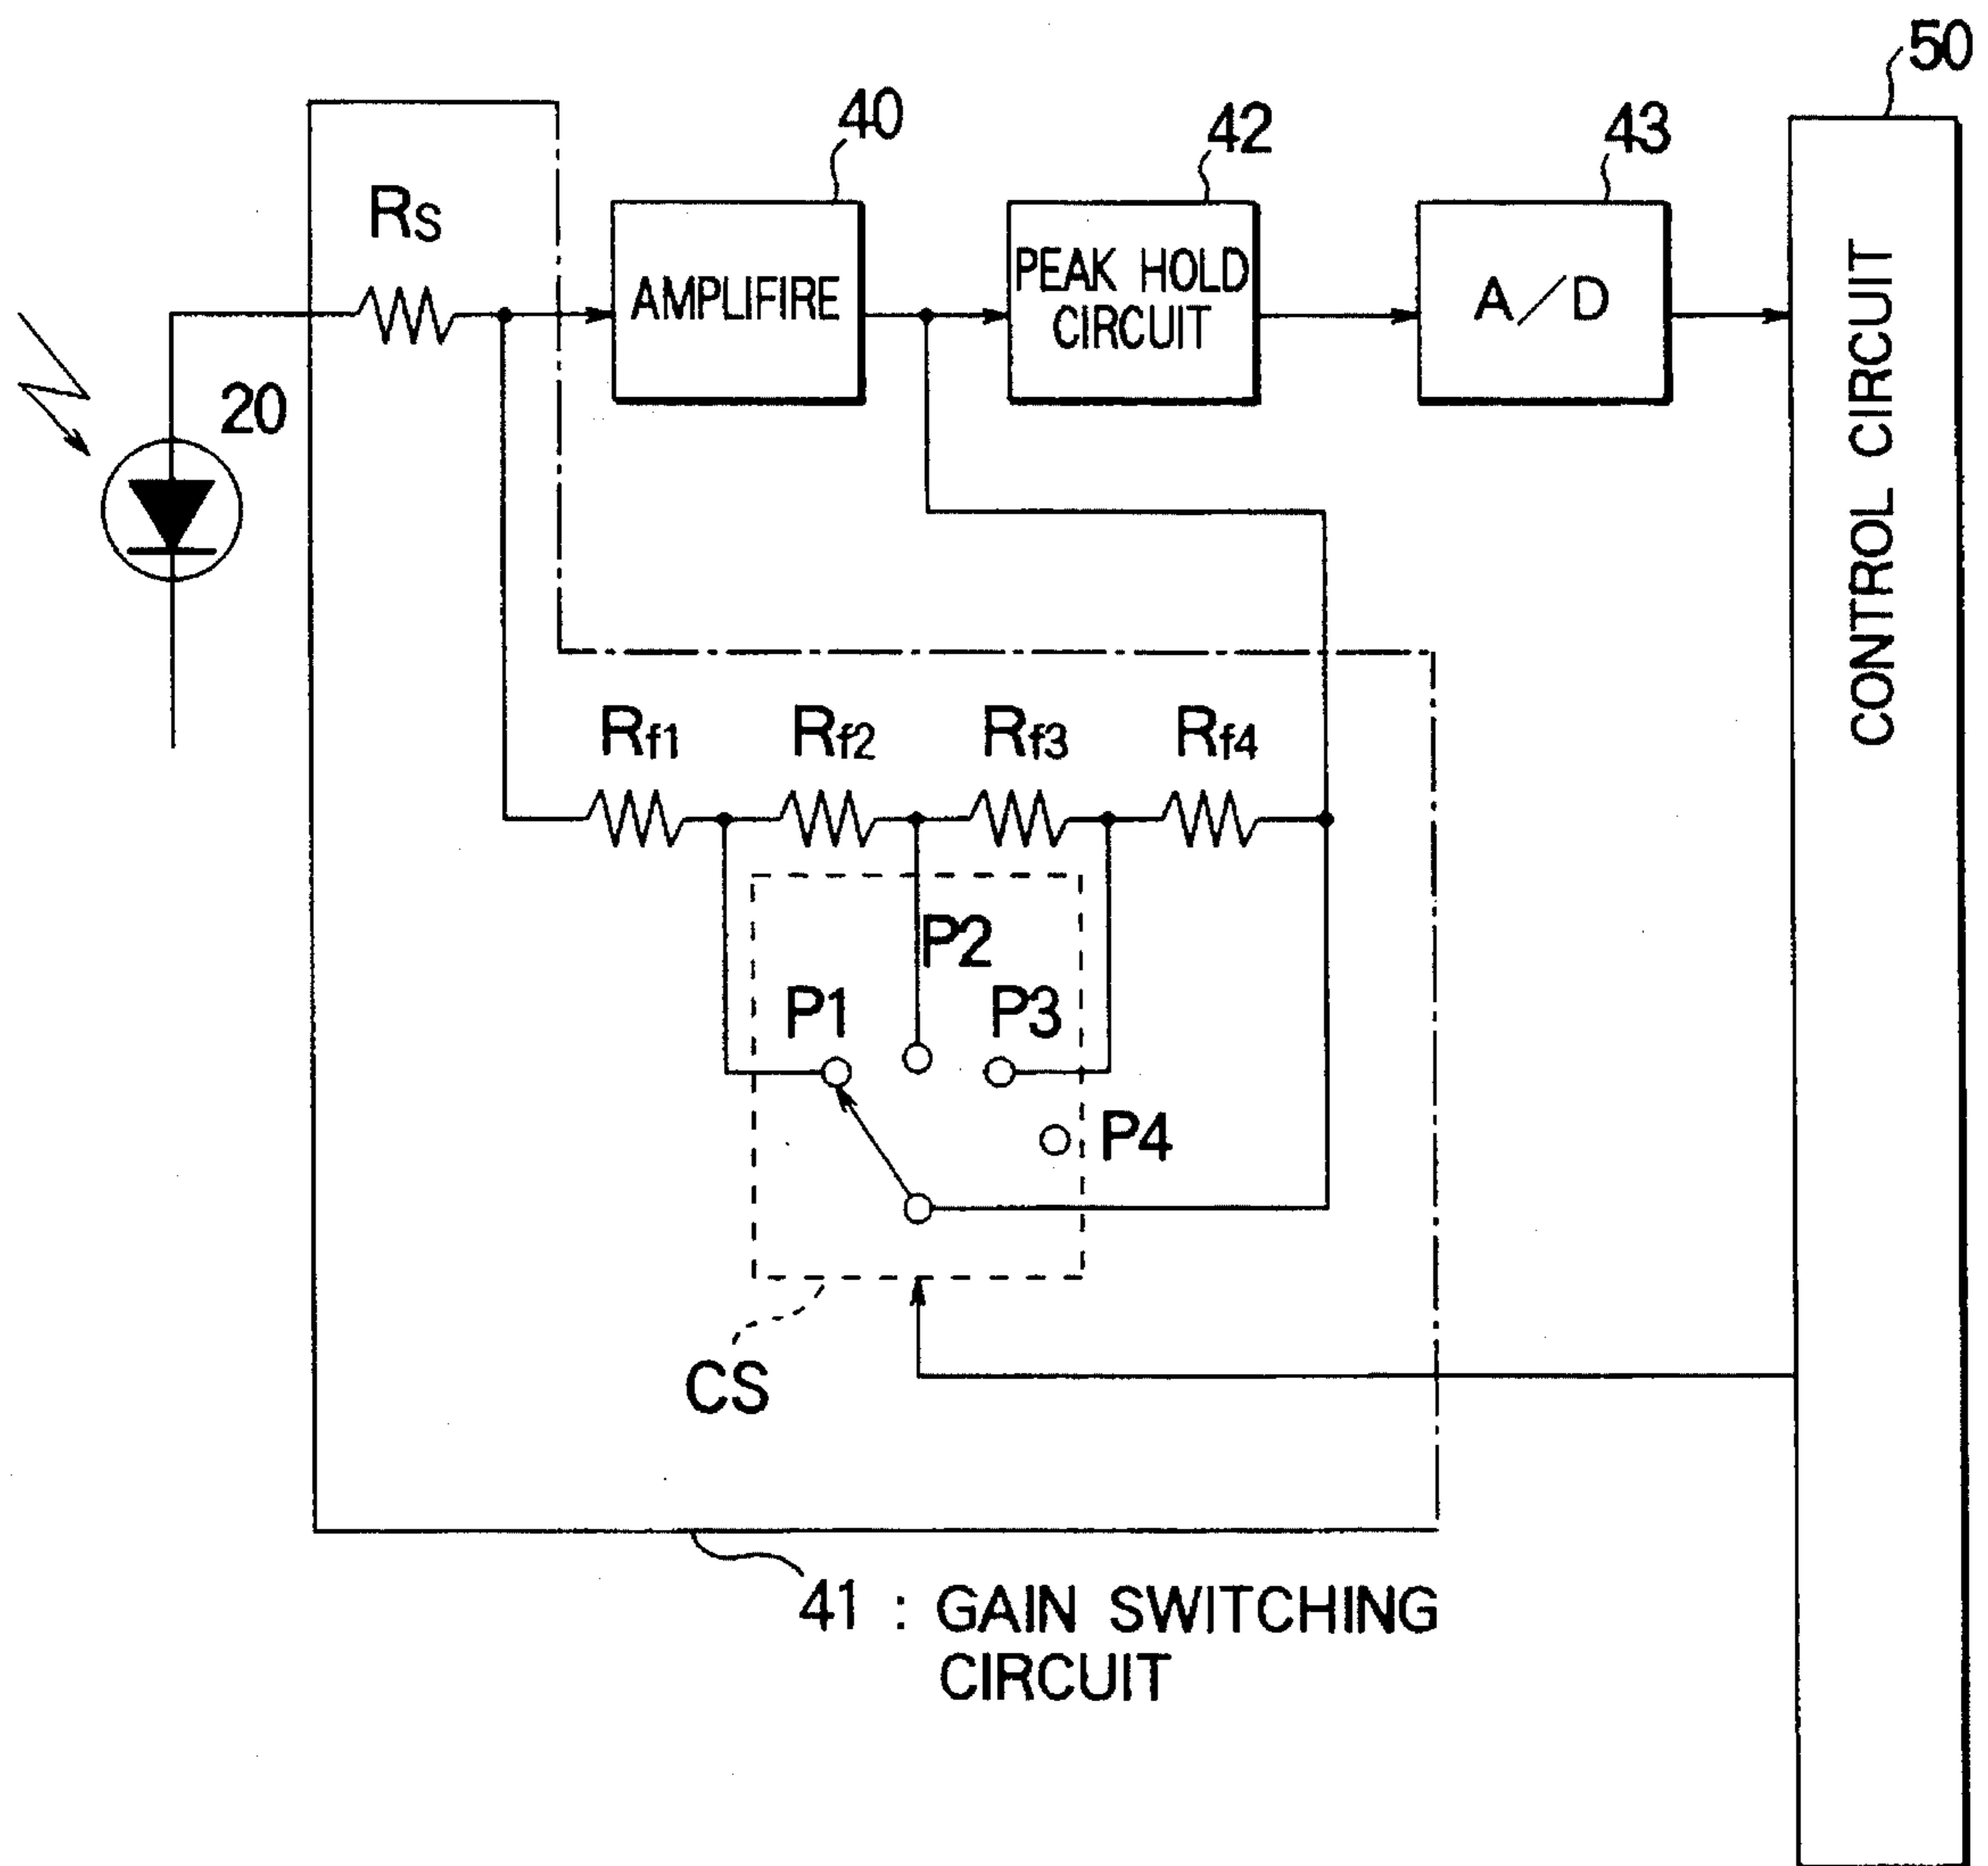 50
40
42
43
RS
AMPLIFIRE
PEAK HOLD
CIRCUIT
A/D
CONTROL CIRCUIT
20
Rf1
Rf2
Rf3
Rf4
P2
P1
P3
P4
CS
41 : GAIN SWITCHING
CIRCUIT